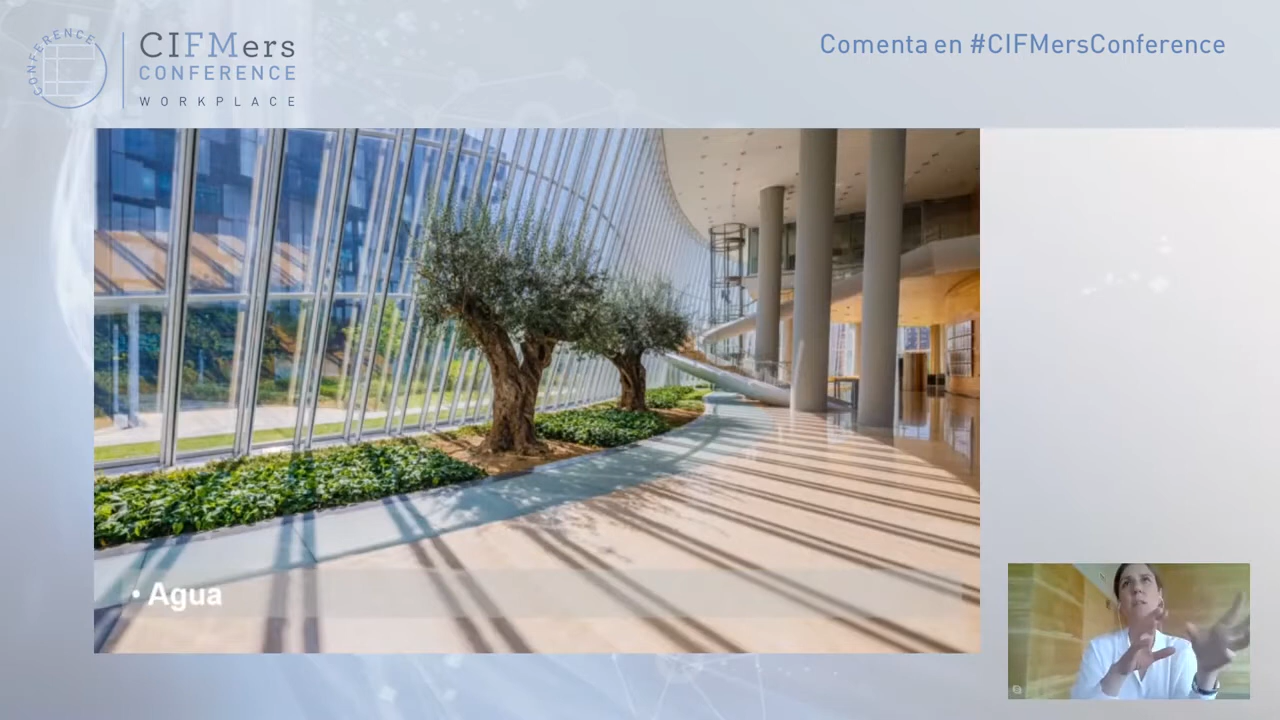 CONFERENCE
CIFMers
CONFERENCE
WORKPLACE
Comenta en #CIFMersConference
• Agua